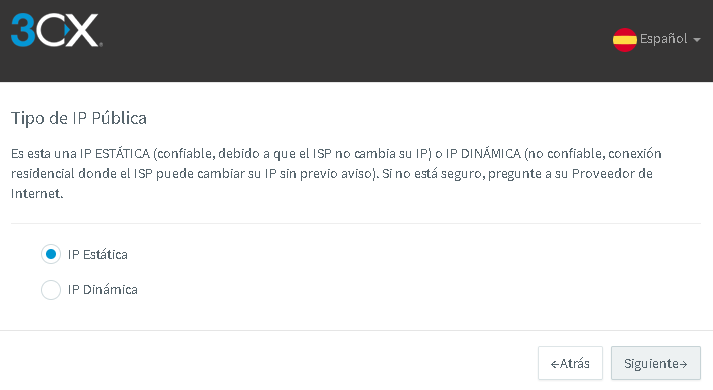 3CX®
Español
Tipo de IP Pública
Es esta una IP ESTÁTICA (confiable, debido a que el ISP no cambia su IP) o IP DINÁMICA (no confiable, conexión
residencial donde el ISP puede cambiar su IP sin previo aviso). Si no está seguro, pregunte a su Proveedor de
Internet.
IP Estática
IP Dinámica
←Atrás
Siguiente→